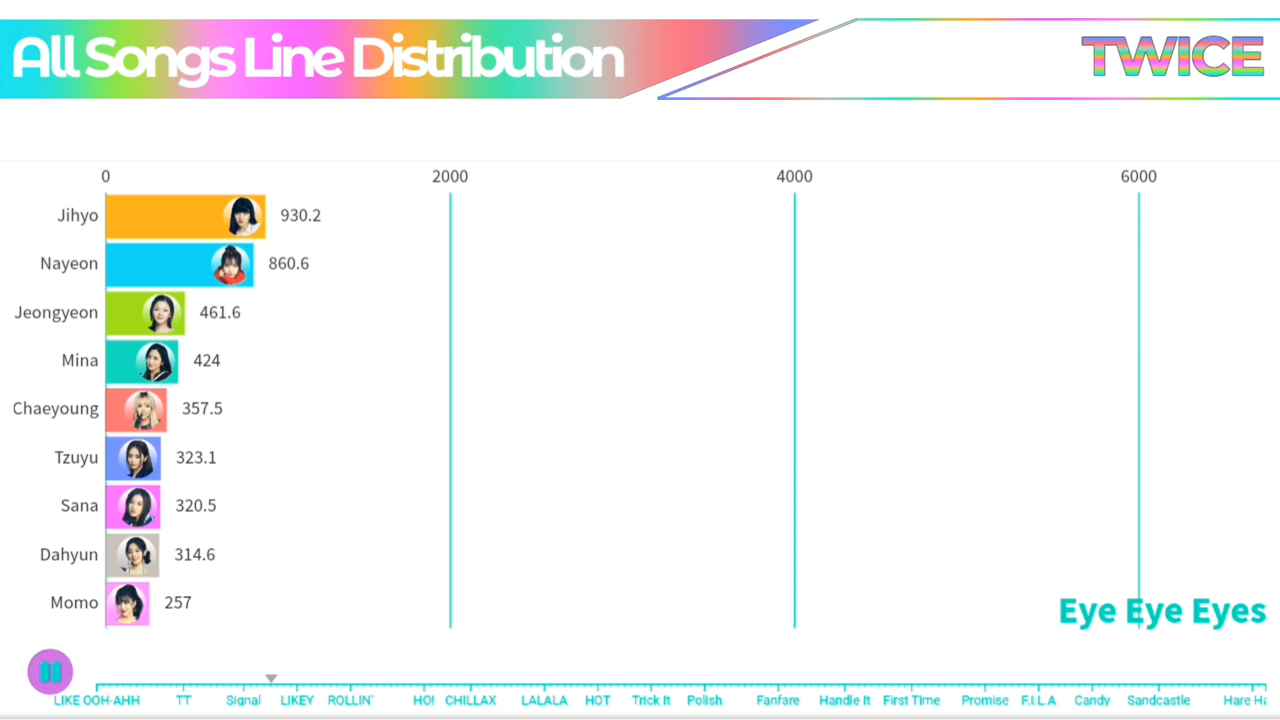 All Songs Line Distribution
TWICE
0 2000 4000 6000
Jihyo 930.2
Nayeon 860.6
Jeongyeon 461.6
Mina 424
Chaeyoung 357.5
Tzuyu 323.1
Sana 320.5
Dahyun 314.6
Momo 257
Eye Eye Eyes
LIKE OOH-AHH TT Signal LIKEY ROLLIN' HO! CHILLAX LALALA HOT Trick It Polish Fanfare Handle It First Time Promise F.I.L.A Candy Sandcastle Hare